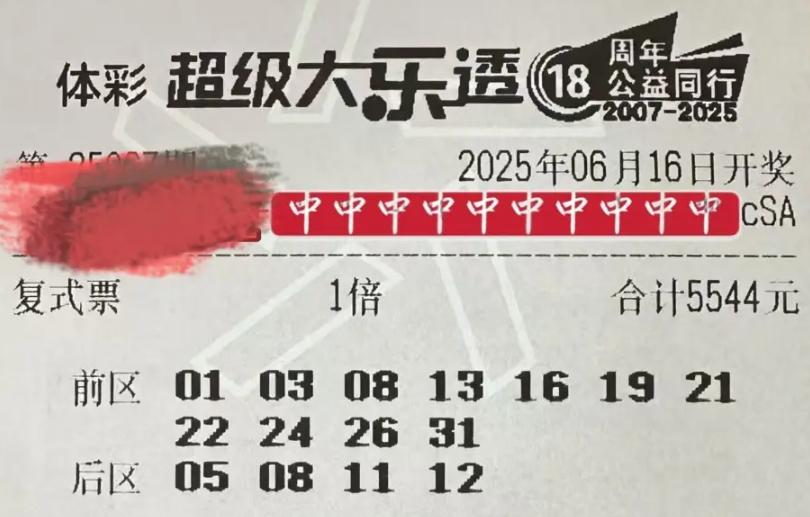 体彩 超级大乐透 18 周年
公益同行
2007-2025
2025年06月16日开奖
中中中中中中中中中中 cSA
复式票 1倍 合计5544元
前区 01 03 08 13 16 19 21
22 24 26 31
后区 05 08 11 12